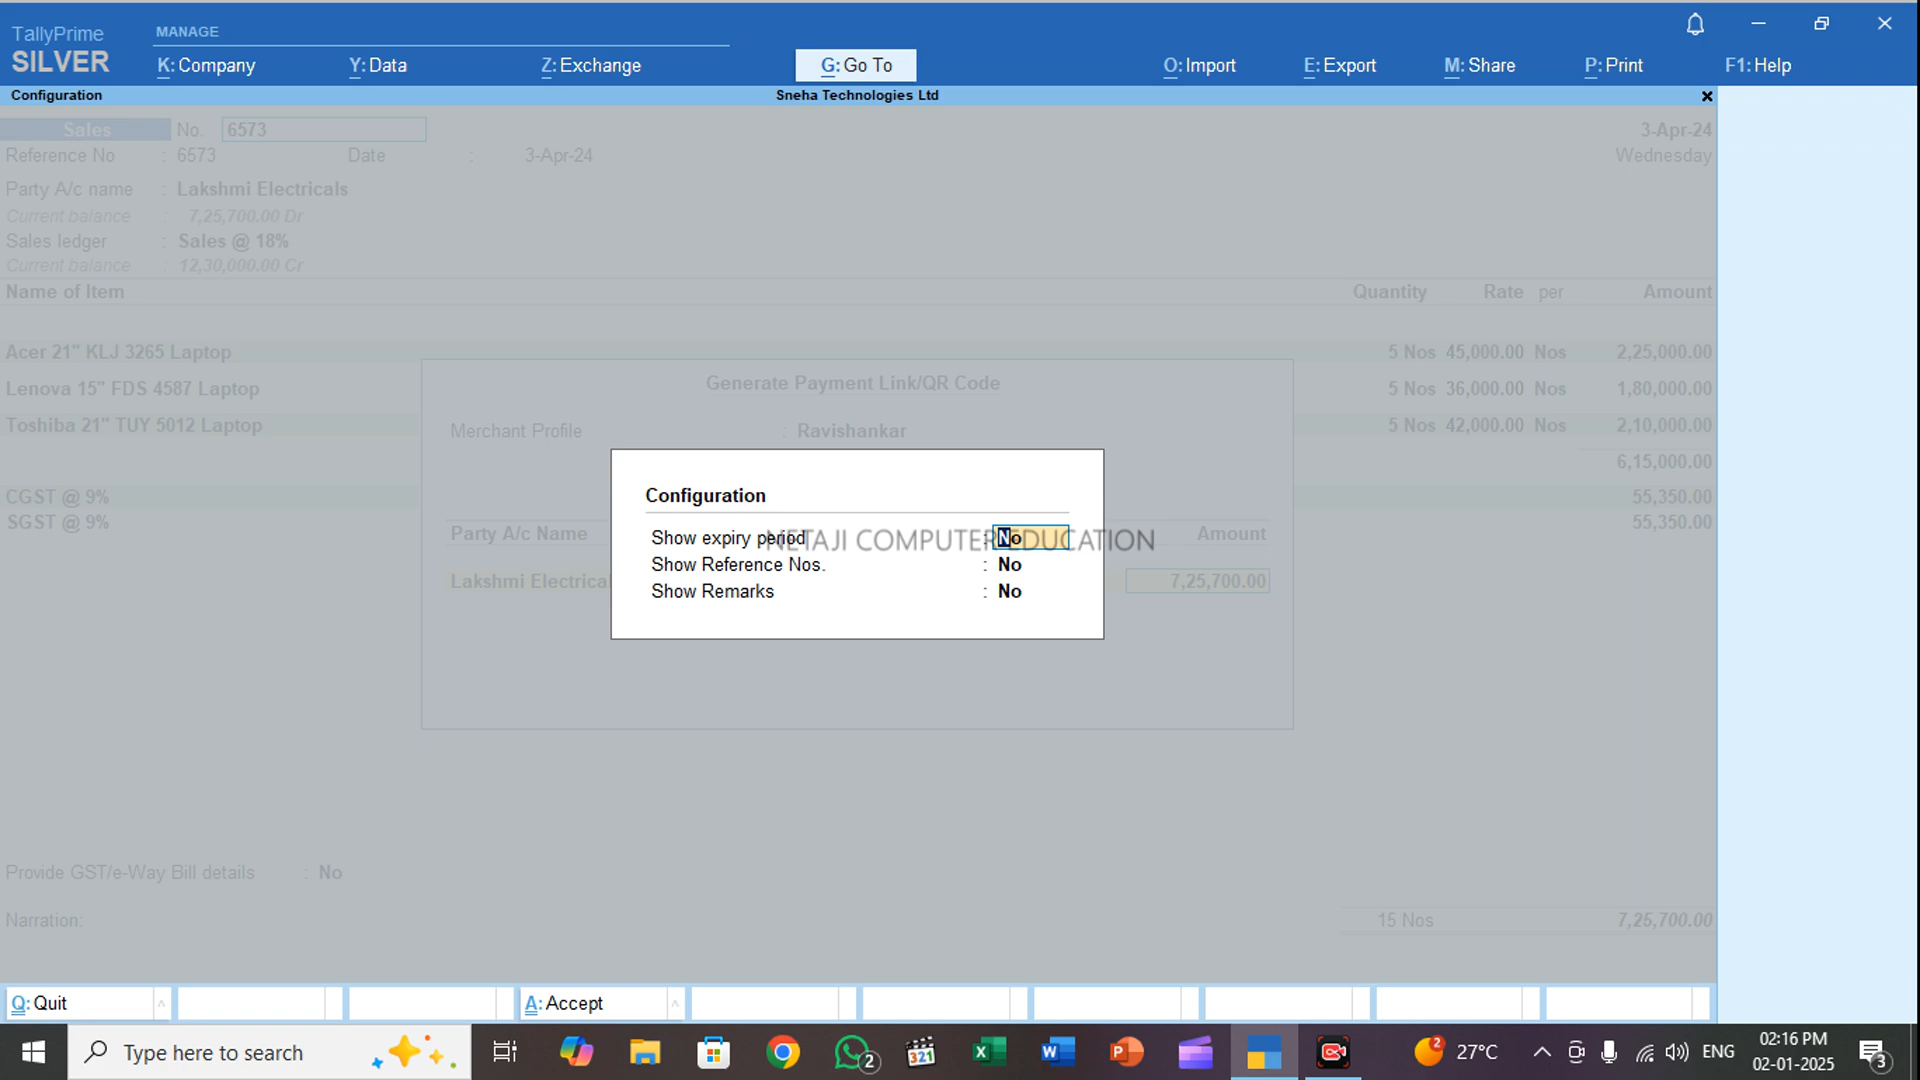 TallyPrime
SILVER
MANAGE
K: Company
Y: Data
Z: Exchange
G: Go To
O: Import
E: Export
M: Share
P: Print
F1: Help
Configuration
Sneha Technologies Ltd
Sales No. 6573
3-Apr-24
Reference No : 6573 Date : 3-Apr-24
Wednesday
Party A/c name : Lakshmi Electricals
Current balance : 7,25,700.00 Dr
Sales ledger : Sales @ 18%
Current balance : 12,30,000.00 Cr
Name of Item Quantity Rate per Amount
Acer 21" KLJ 3265 Laptop 5 Nos 45,000.00 Nos 2,25,000.00
Lenova 15" FDS 4587 Laptop 5 Nos 36,000.00 Nos 1,80,000.00
Toshiba 21" TUY 5012 Laptop 5 Nos 42,000.00 Nos 2,10,000.00
6,15,000.00
CGST @ 9% 55,350.00
SGST @ 9% 55,350.00
Generate Payment Link/QR Code
Merchant Profile : Ravishankar
Party A/c Name Amount
Lakshmi Electrica 7,25,700.00
Configuration
Show expiry period : No
Show Reference Nos. : No
Show Remarks : No
NETAJI COMPUTER EDUCATION
Provide GST/e-Way Bill details : No
Narration:
15 Nos 7,25,700.00
Q: Quit
A: Accept
Type here to search
2
321
2
27°C
ENG
02:16 PM
02-01-2025
3